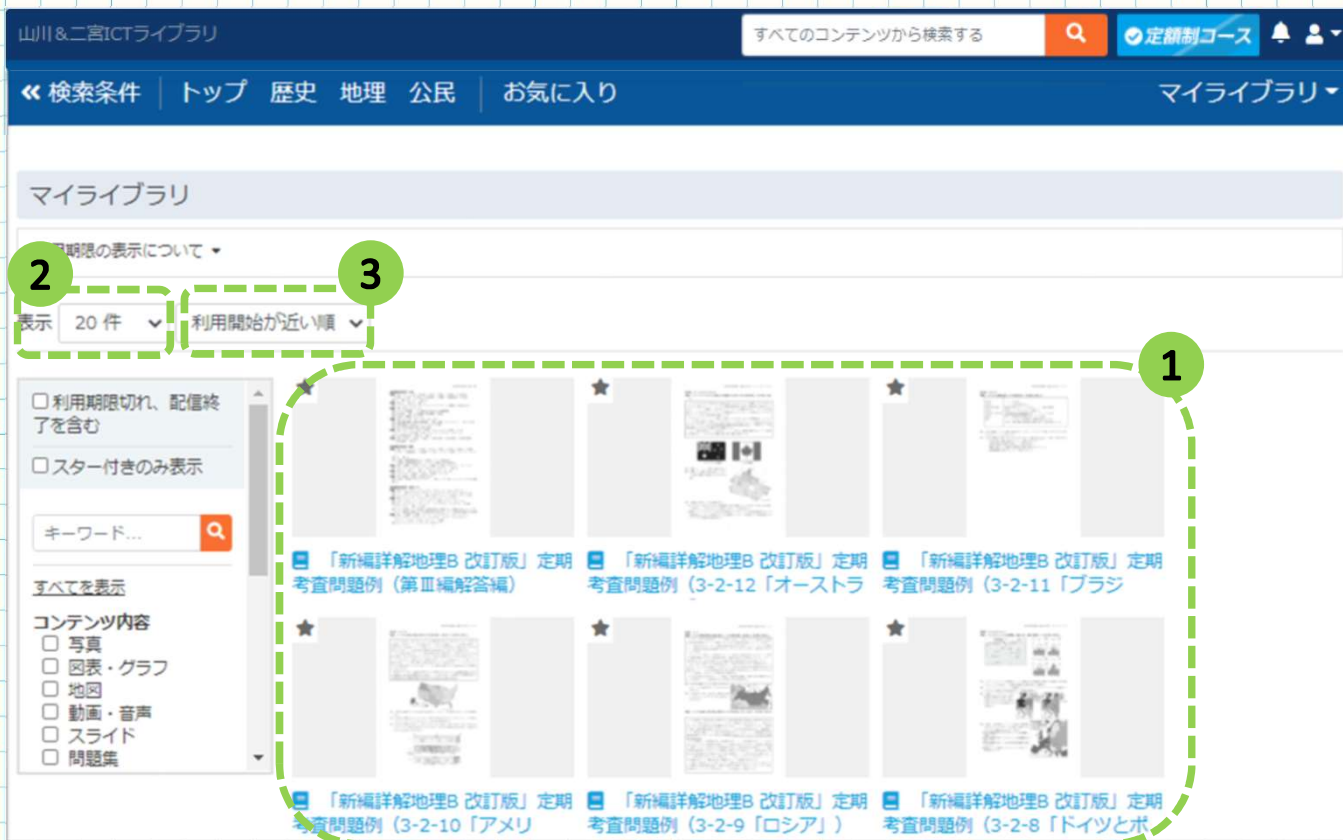 山川&二宮ICTライブラリ
すべてのコンテンツから検索する
定額制コース
検索条件 トップ 歴史 地理 公民 お気に入り
マイライブラリ
マイライブラリ
用期限の表示について
2
3
表示 20 件 利用開始が近い順
1
利用期限切れ、配信終
了を含む
スター付きのみ表示
キーワード...
すべてを表示
コンテンツ内容
写真
図表・グラフ
地図
動画・音声
スライド
問題集
「新編詳解地理B 改訂版」定期
考査問題例（第Ⅲ編解答編）
「新編詳解地理B 改訂版」定期
考査問題例（3-2-12「オーストラ
「新編詳解地理B 改訂版」定期
考査問題例（3-2-11「ブラジ
「新編詳解地理B 改訂版」定期
考査問題例（3-2-10「アメリ
「新編詳解地理B 改訂版」定期
考査問題例（3-2-9「ロシア」）
「新編詳解地理B 改訂版」定期
考査問題例（3-2-8「ドイツとポ